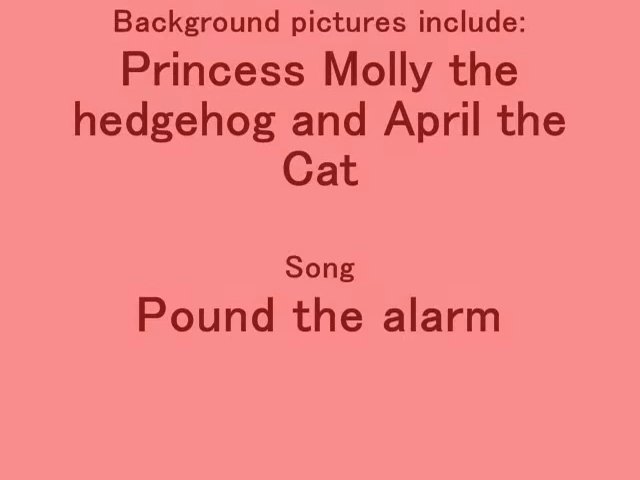 Background pictures include:
Princess Molly the
hedgehog and April the
Cat
Song
Pound the alarm